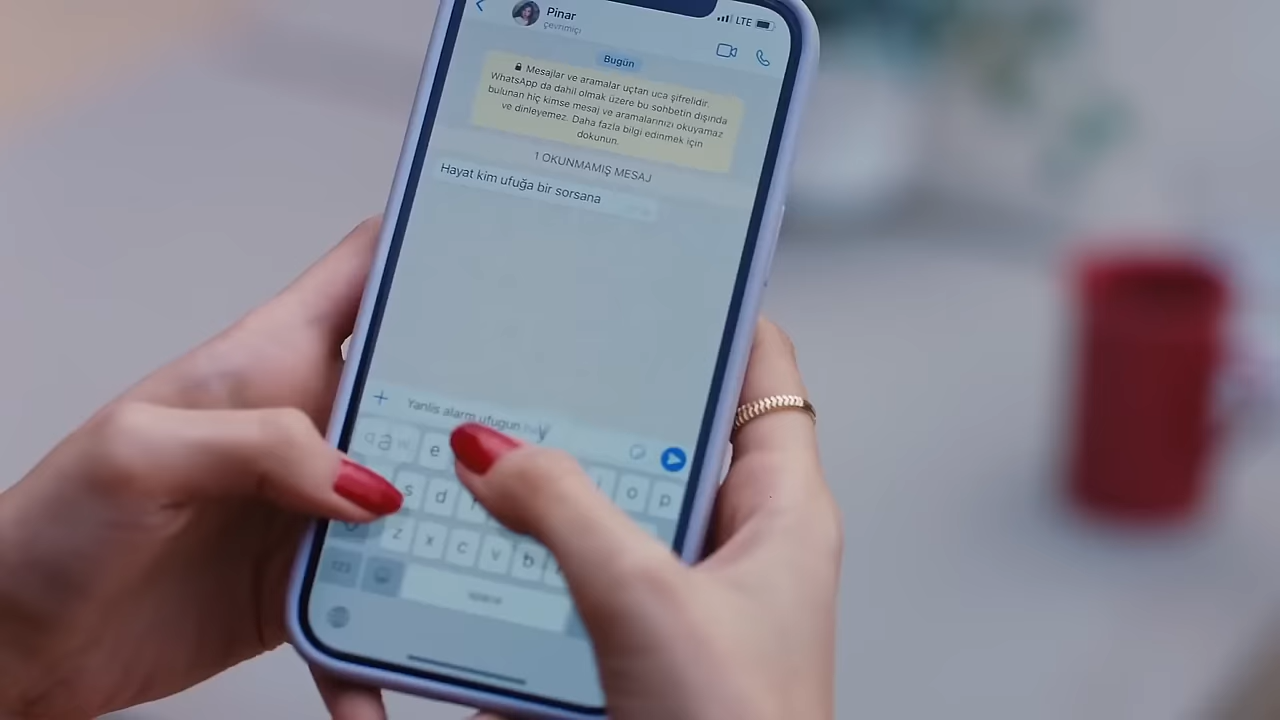 Pinar
LTE
çevrimiçi
Bugün
Mesajlar ve aramalar uçtan uca şifrelidir.
WhatsApp da dahil olmak üzere bu sohbetin dışında
bulunan hiç kimse mesaj ve aramalarınızı okuyamaz
ve dinleyemez. Daha fazla bilgi edinmek için
dokunun.
1 OKUNMAMIŞ MESAJ
Hayat kim ufuğa bir sorsana
Yanlis alarm ufugun
e o p
s d
z x c v b
123
space